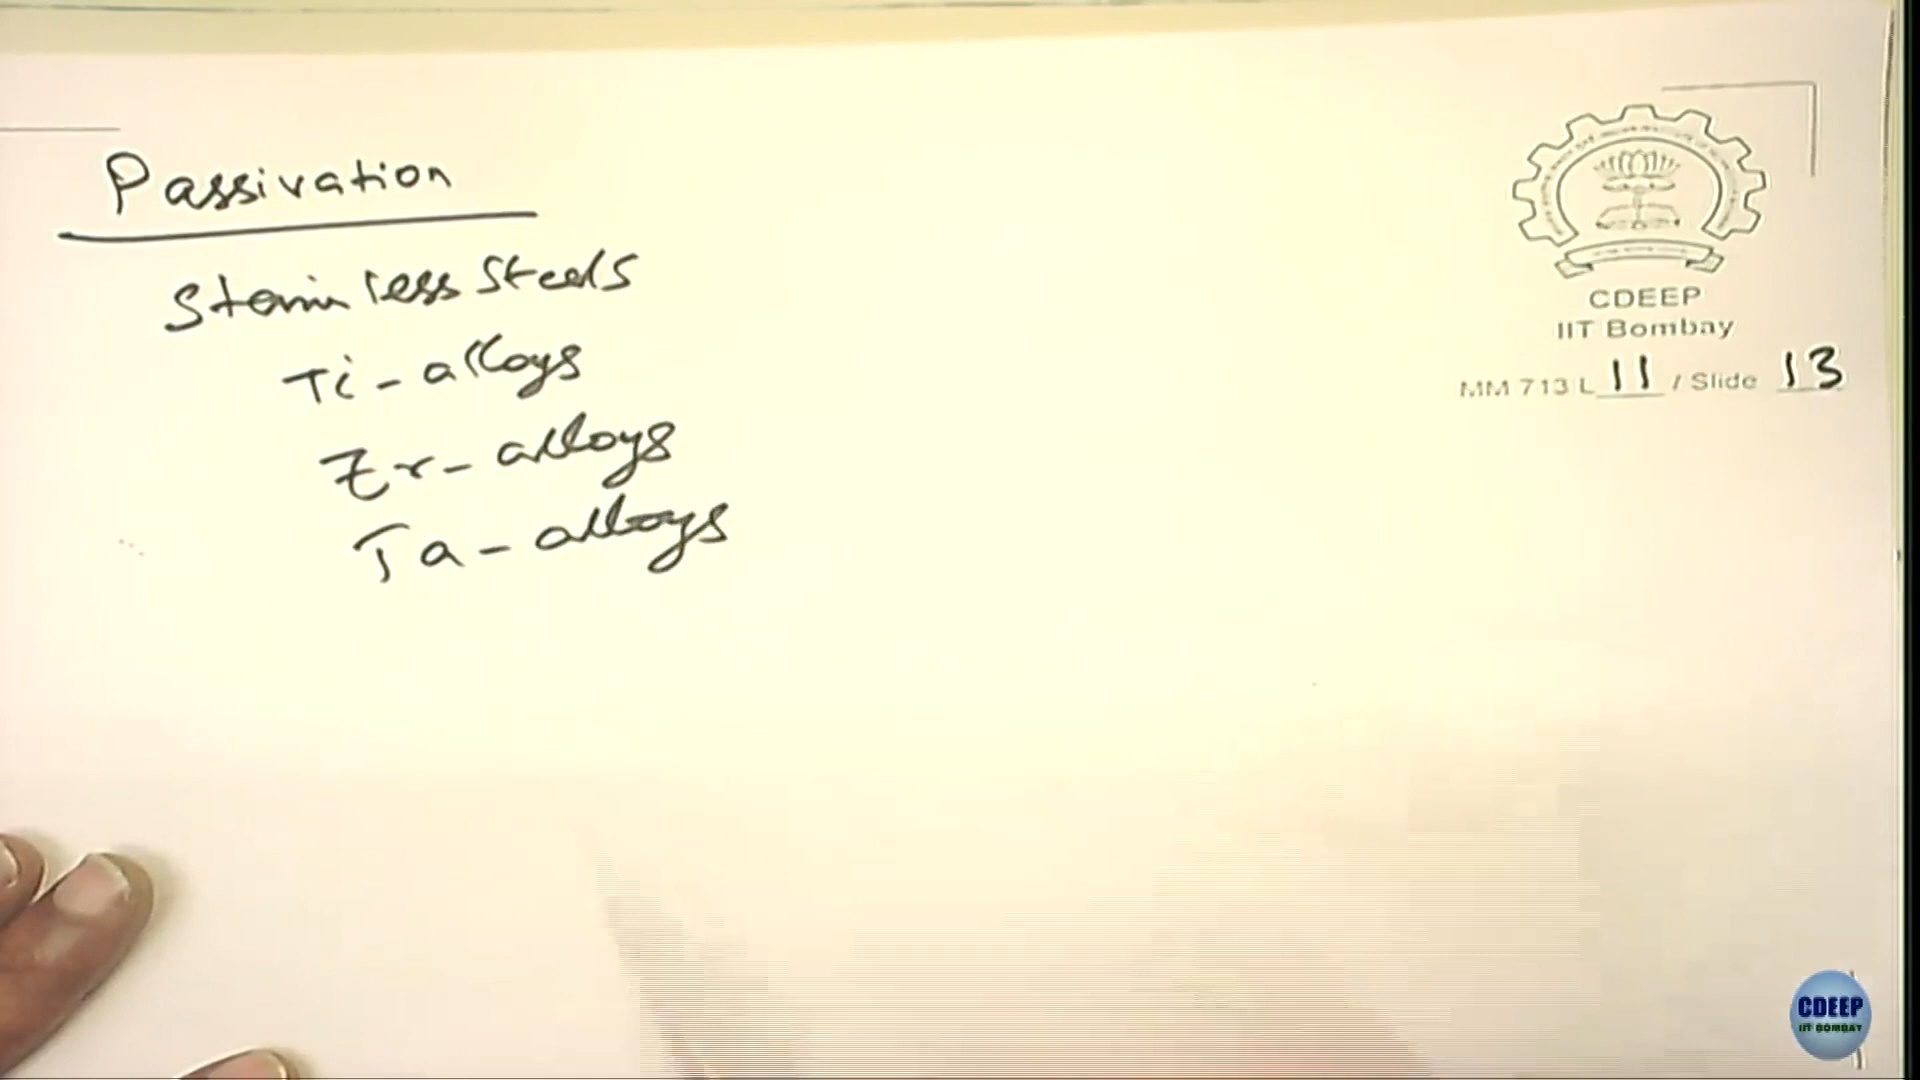 Passivation
Stainless Steels
Ti - alloys
Zr - alloys
Ta - alloys
CDEEP
IIT Bombay
MM 713 L 11 / Slide 13
CDEEP
IIT BOMBAY